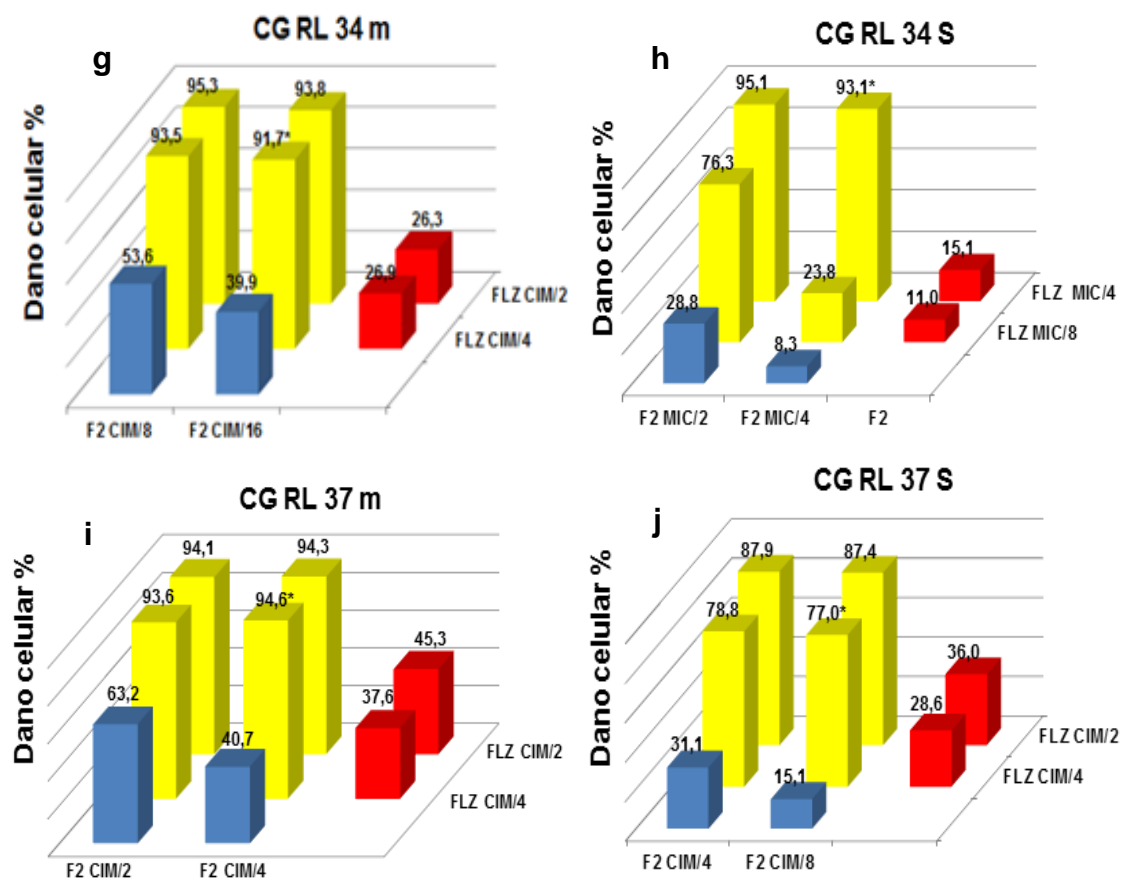 CG RL 34 m
g
Dano celular %
95,3
93,8
93,5
91,7*
53,6
39,9
26,3
26,9
FLZ CIM/2
FLZ CIM/4
F2 CIM/8
F2 CIM/16
CG RL 34 S
h
Dano celular %
95,1
93,1*
76,3
23,8
28,8
8,3
15,1
11,0
FLZ MIC/4
FLZ MIC/8
F2 MIC/2
F2 MIC/4
F2
CG RL 37 m
i
Dano celular %
94,1
94,3
93,6
94,6*
63,2
40,7
45,3
37,6
FLZ CIM/2
FLZ CIM/4
F2 CIM/2
F2 CIM/4
CG RL 37 S
j
Dano celular %
87,9
87,4
78,8
77,0*
31,1
15,1
36,0
28,6
FLZ CIM/2
FLZ CIM/4
F2 CIM/4
F2 CIM/8